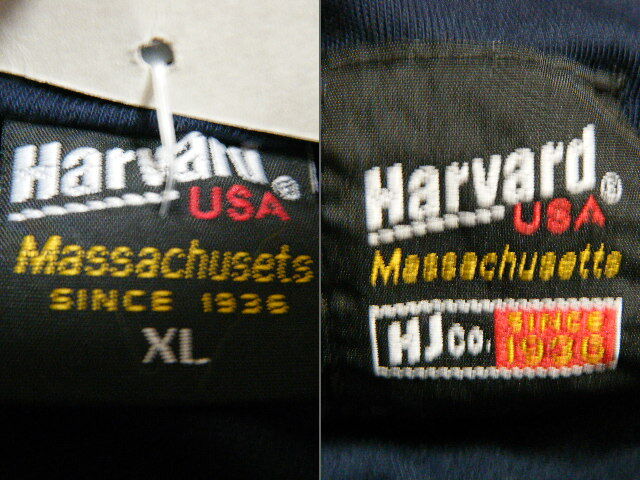 Harvard®
USA
Massachusets
SINCE 1936
XL
Harvard®
USA
Massachusetts
HJ CO. SINCE
1936